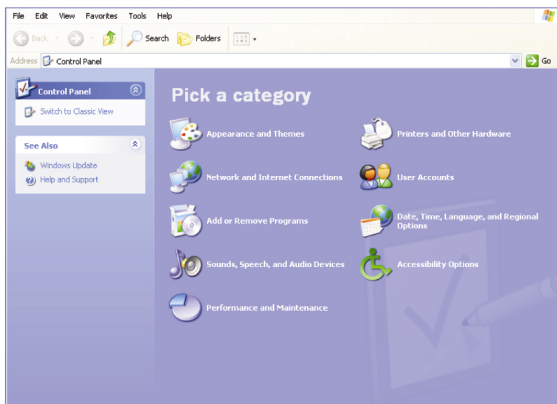 File Edit View Favorites Tools Help
Back Search Folders
Address Control Panel Go
Control Panel
Switch to Classic View
See Also
Windows Update
Help and Support
Pick a category
Appearance and Themes
Printers and Other Hardware
Network and Internet Connections
User Accounts
Add or Remove Programs
Date, Time, Language, and Regional
Options
Sounds, Speech, and Audio Devices
Accessibility Options
Performance and Maintenance